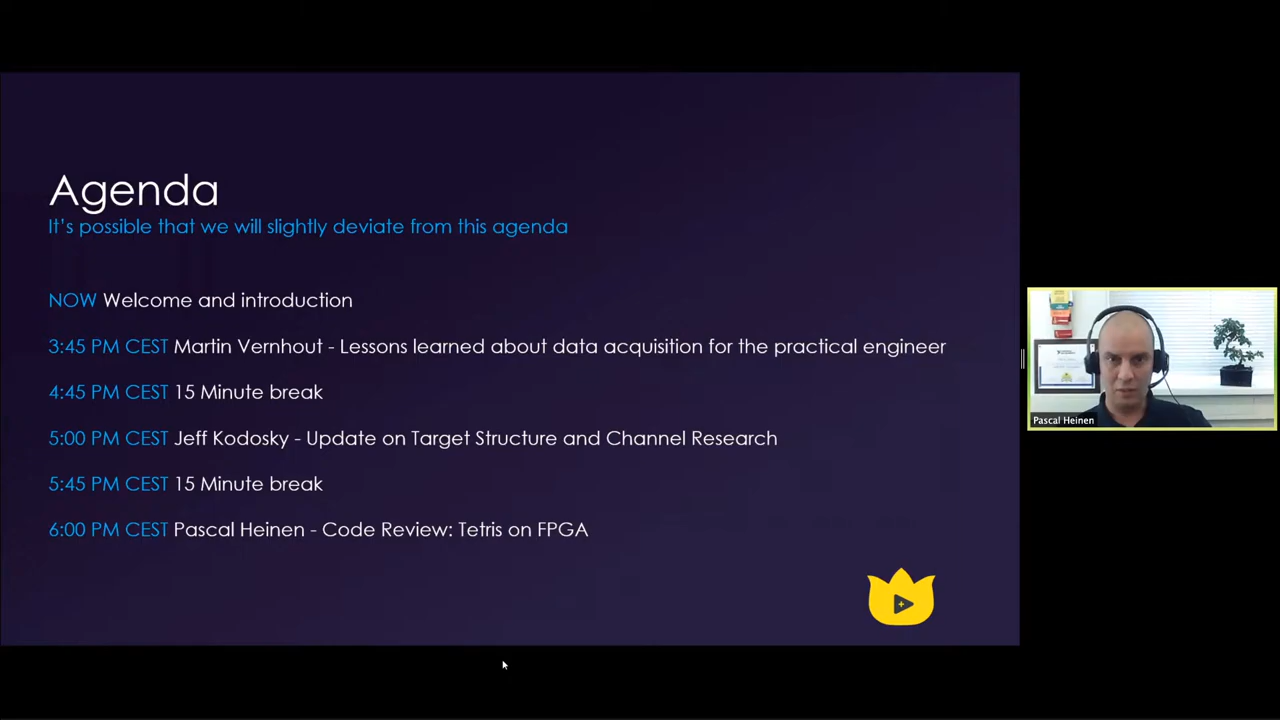 Agenda
It's possible that we will slightly deviate from this agenda
NOW Welcome and introduction
3:45 PM CEST Martin Vernhout - Lessons learned about data acquisition for the practical engineer
4:45 PM CEST 15 Minute break
5:00 PM CEST Jeff Kodosky - Update on Target Structure and Channel Research
5:45 PM CEST 15 Minute break
6:00 PM CEST Pascal Heinen - Code Review: Tetris on FPGA
Pascal Heinen